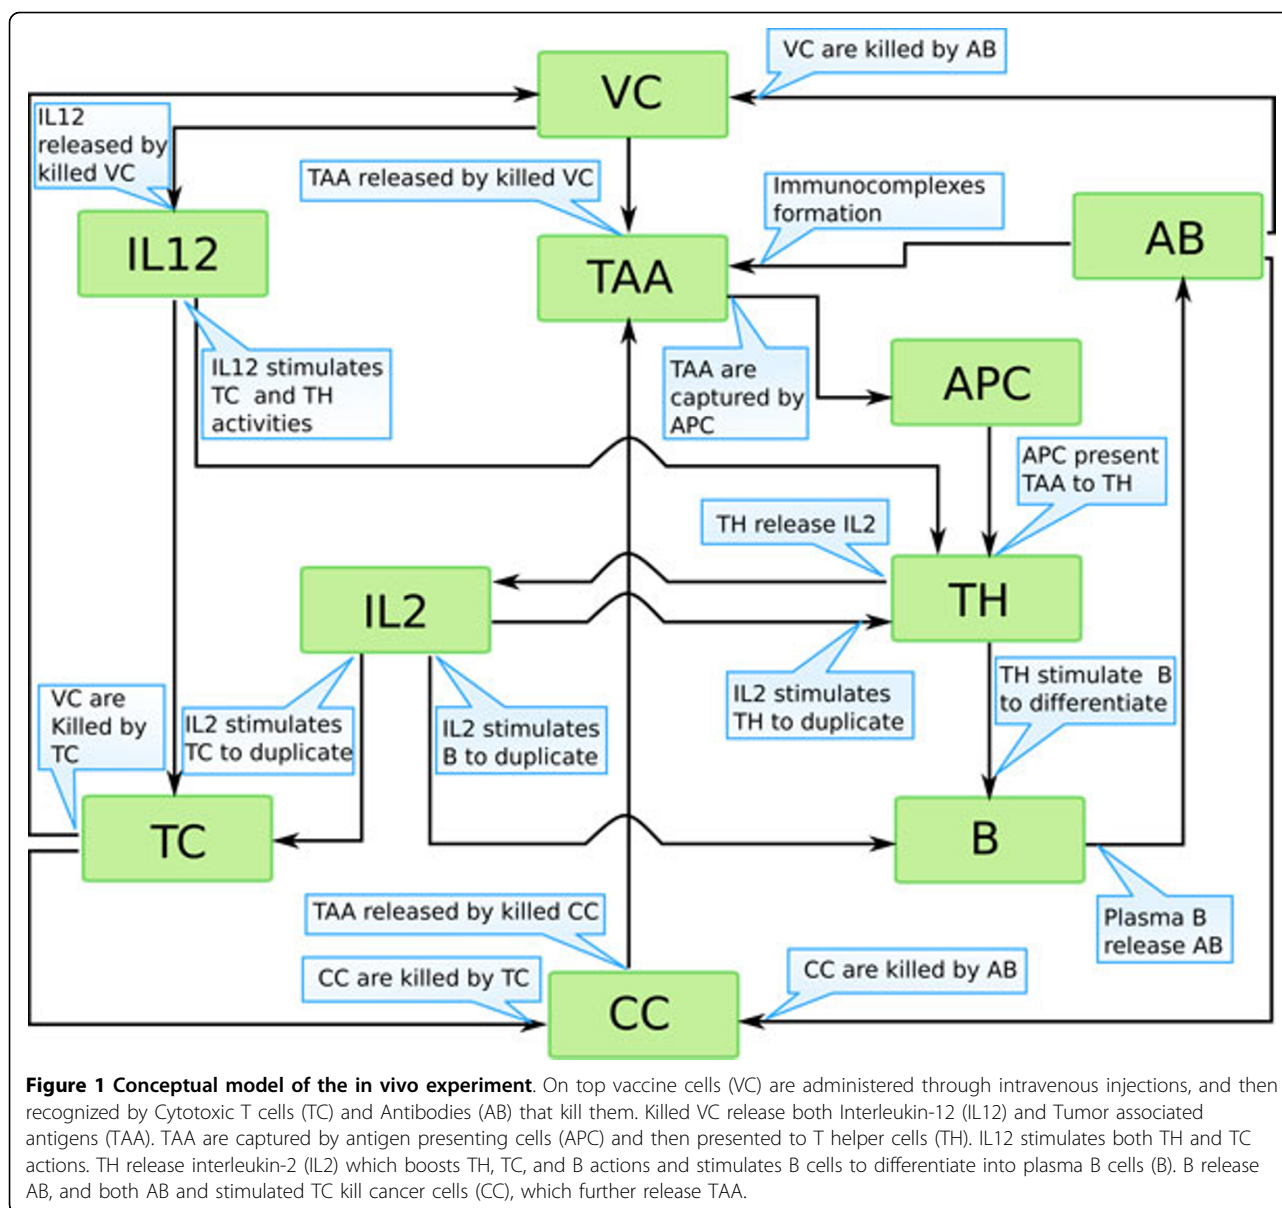 VC are killed by AB
VC
IL12
released by
killed VC
TAA released by killed VC
Immunocomplexes
formation
AB
IL12
TAA
IL12 stimulates
TC and TH
activities
TAA are
captured by
APC
APC
APC present
TAA to TH
TH release IL2
IL2
TH
VC are
Killed by
TC
IL2 stimulates
TC to duplicate
IL2 stimulates
B to duplicate
IL2 stimulates
TH to duplicate
TH stimulate B
to differentiate
TC
B
TAA released by killed CC
Plasma B
release AB
CC are killed by TC
CC are killed by AB
CC
Figure 1 Conceptual model of the in vivo experiment. On top vaccine cells (VC) are administered through intravenous injections, and then
recognized by Cytotoxic T cells (TC) and Antibodies (AB) that kill them. Killed VC release both Interleukin-12 (IL12) and Tumor associated
antigens (TAA). TAA are captured by antigen presenting cells (APC) and then presented to T helper cells (TH). IL12 stimulates both TH and TC
actions. TH release interleukin-2 (IL2) which boosts TH, TC, and B actions and stimulates B cells to differentiate into plasma B cells (B). B release
AB, and both AB and stimulated TC kill cancer cells (CC), which further release TAA.